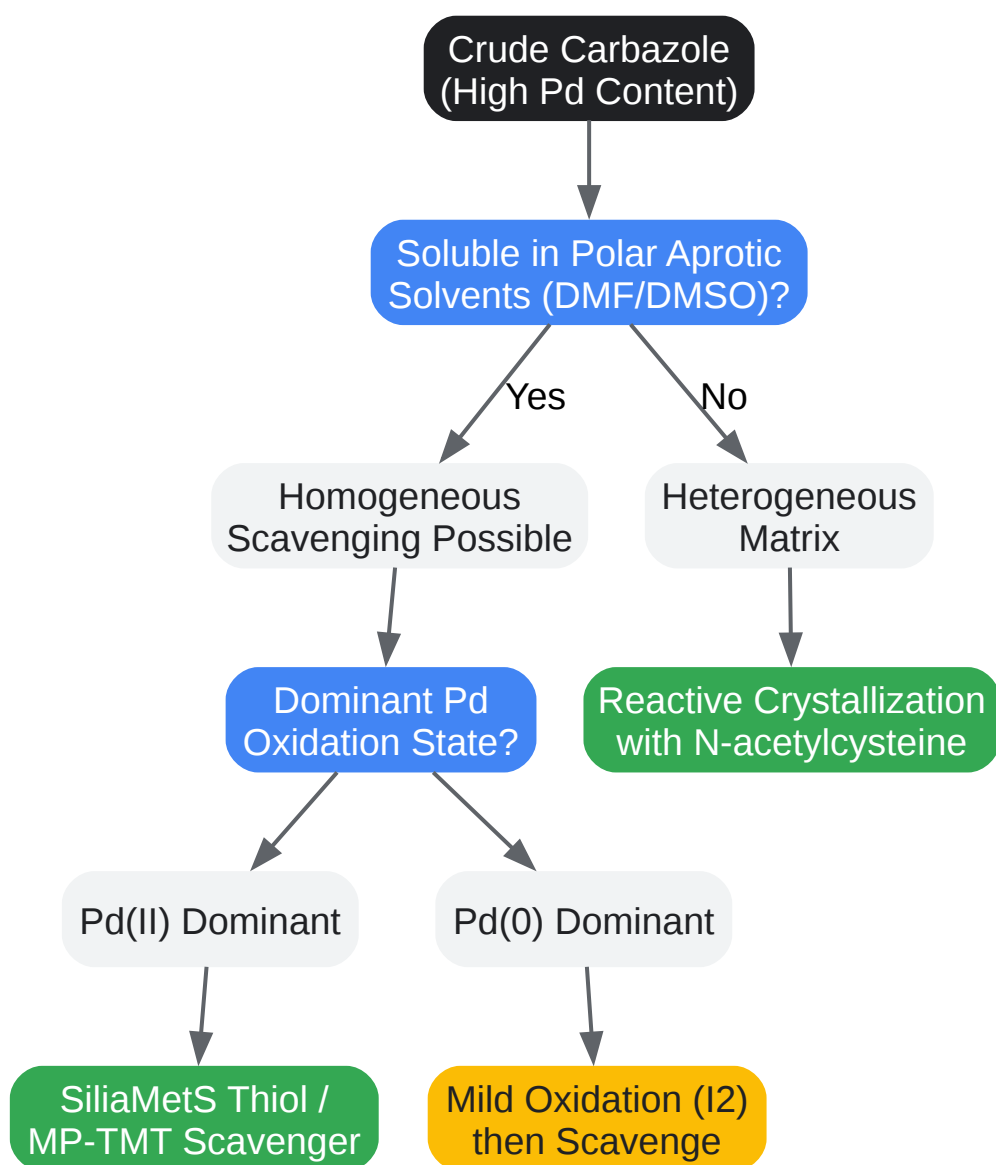 Crude Carbazole
(High Pd Content)
Soluble in Polar Aprotic
Solvents (DMF/DMSO)?
Yes
No
Homogeneous
Scavenging Possible
Heterogeneous
Matrix
Dominant Pd
Oxidation State?
Reactive Crystallization
with N-acetylcysteine
Pd(II) Dominant
Pd(0) Dominant
SiliaMetS Thiol /
MP-TMT Scavenger
Mild Oxidation (I2)
then Scavenge